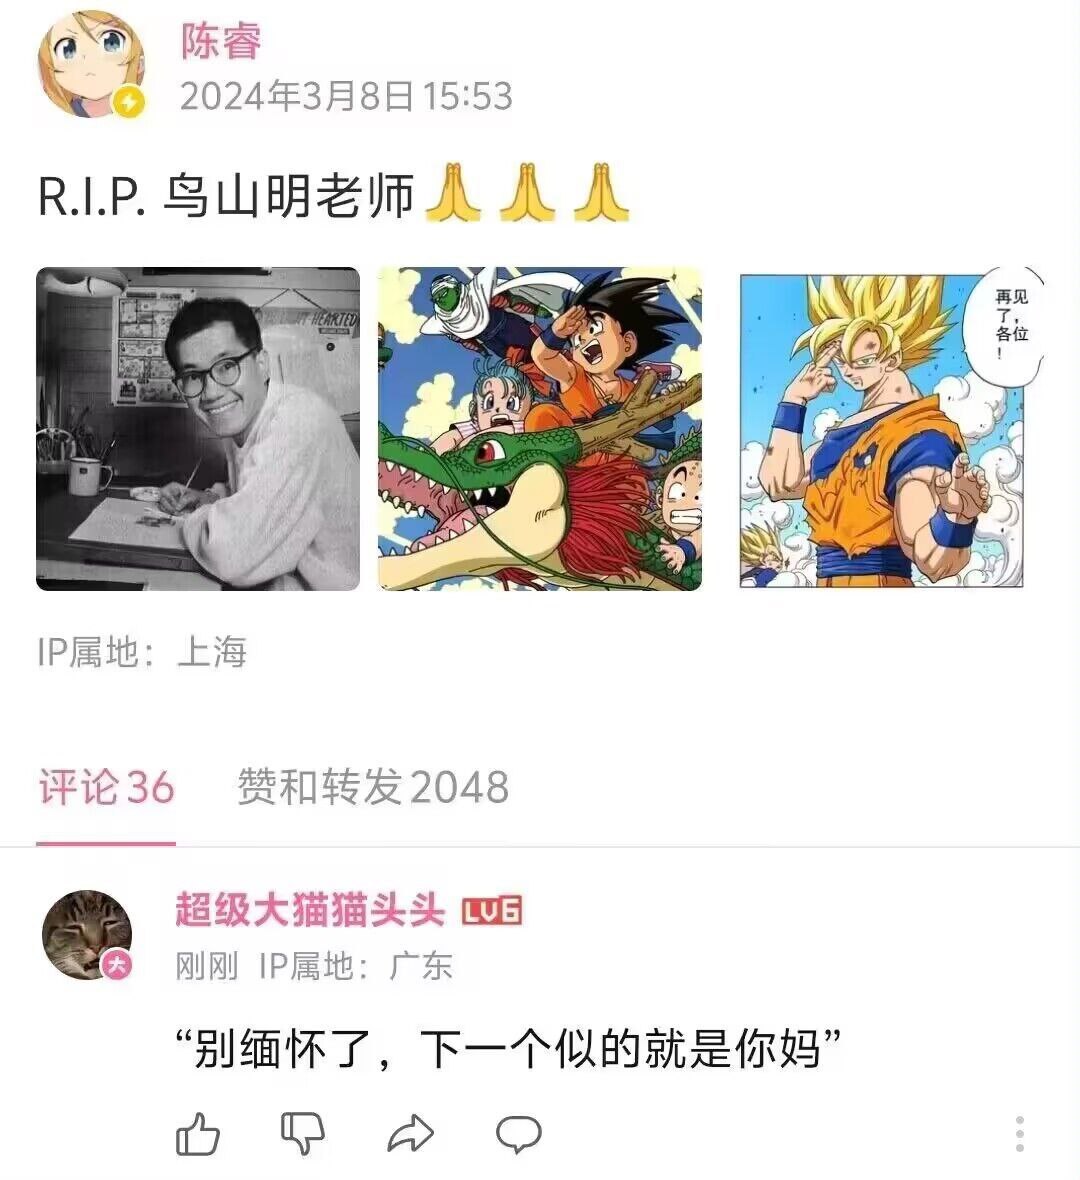 陈睿
2024年3月8日 15:53
R.I.P. 鸟山明老师🙏🙏🙏
HEARTED
再见
了，
各位
！
IP属地：上海
评论 36 赞和转发 2048
超级大猫猫头头 LV6
大
刚刚 IP属地：广东
“别缅怀了，下一个似的就是你妈”